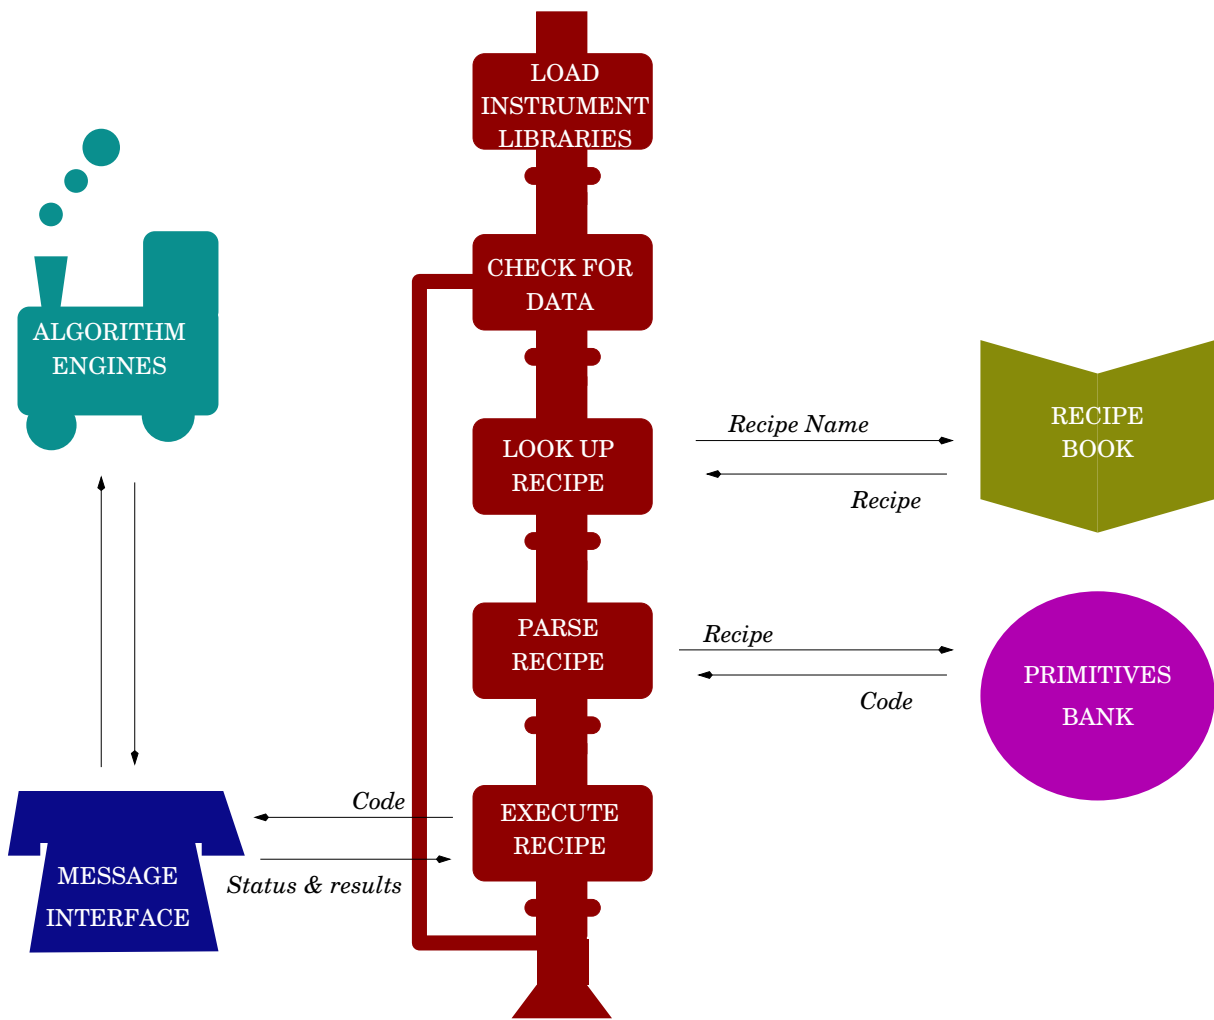 LOAD
INSTRUMENT
LIBRARIES
CHECK FOR
DATA
ALGORITHM
ENGINES
LOOK UP
RECIPE
Recipe Name
Recipe
RECIPE
BOOK
PARSE
RECIPE
Recipe
Code
PRIMITIVES
BANK
EXECUTE
RECIPE
Code
Status & results
MESSAGE
INTERFACE